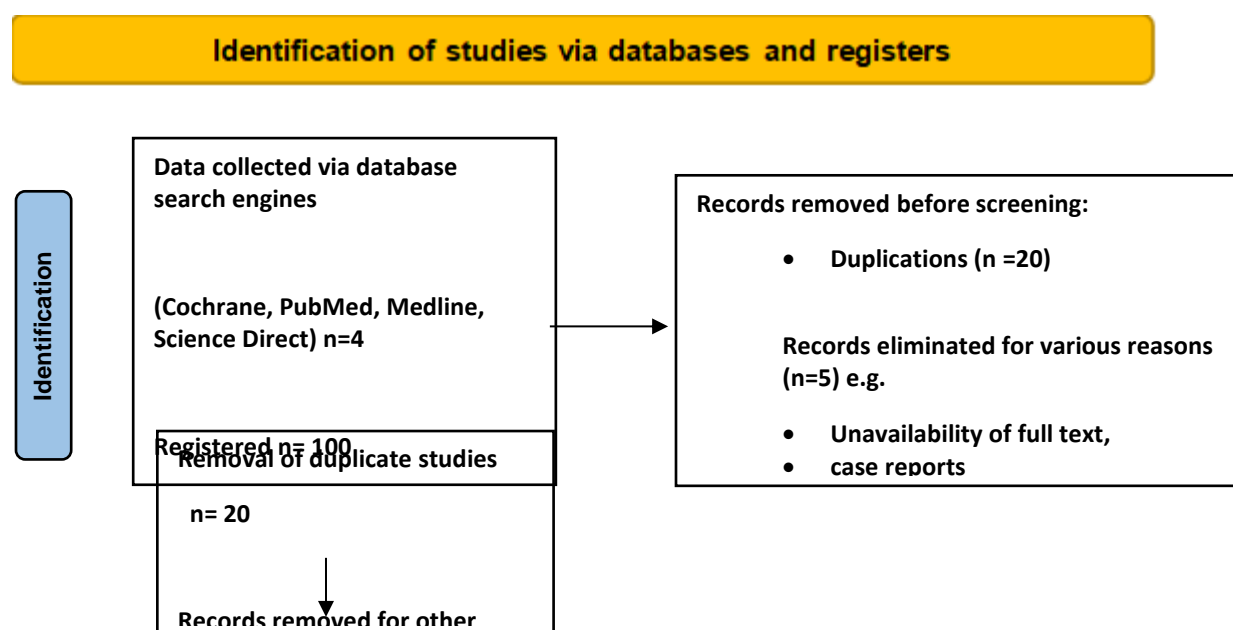 Identification of studies via databases and registers
Identification
Data collected via database
search engines
(Cochrane, PubMed, Medline,
Science Direct) n=4
Registered n= 100
Removal of duplicate studies
n= 20
Records removed for other
Records removed before screening:
• Duplications (n =20)
Records eliminated for various reasons
(n=5) e.g.
• Unavailability of full text,
• case reports